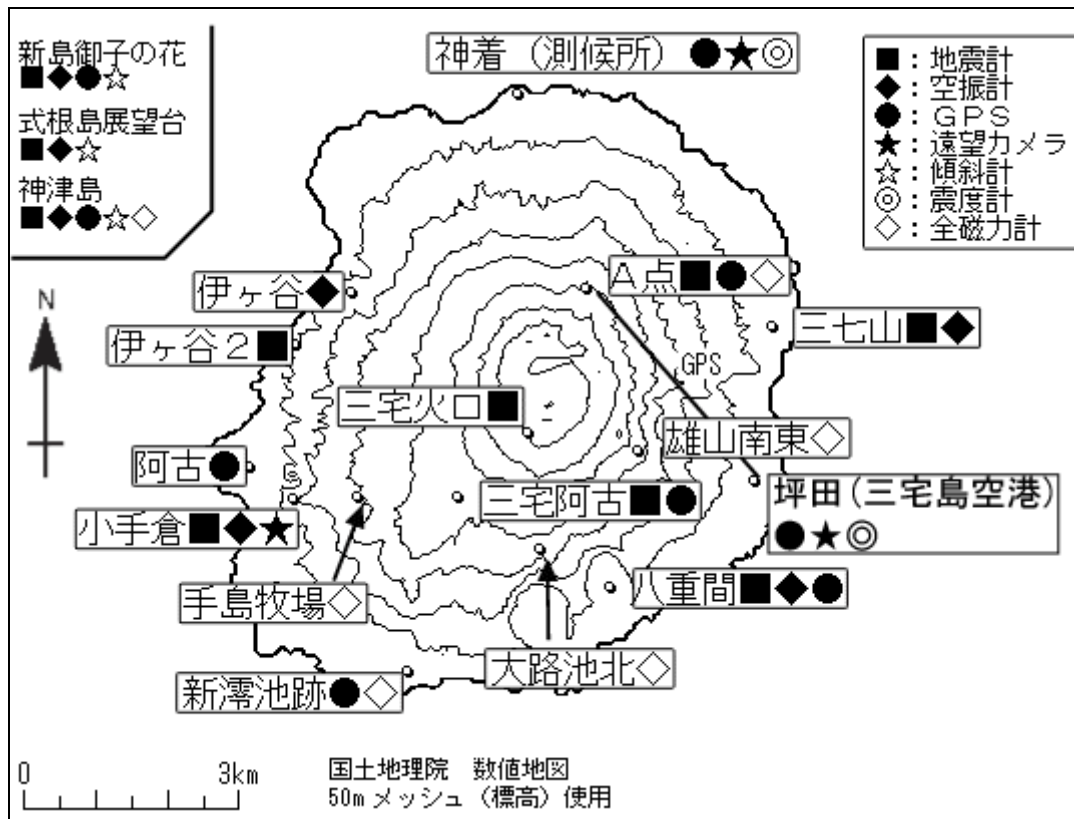 新島御子の花
■◆●☆
式根島展望台
■◆☆
神津島
■◆●☆◇
神着（測候所） ●★◎
■：地震計
◆：空振計
●：ＧＰＳ
★：遠望カメラ
☆：傾斜計
◎：震度計
◇：全磁力計
N
伊ヶ谷◆
Ａ点■●◇
伊ヶ谷２■
三七山■◆
GPS
三宅火口■
雄山南東◇
阿古●
三宅阿古■●
坪田(三宅島空港)
●★◎
小手倉■◆★
手島牧場◇
八重間■◆●
大路池北◇
新澪池跡●◇
0 3km
国土地理院 数値地図
50mメッシュ（標高）使用